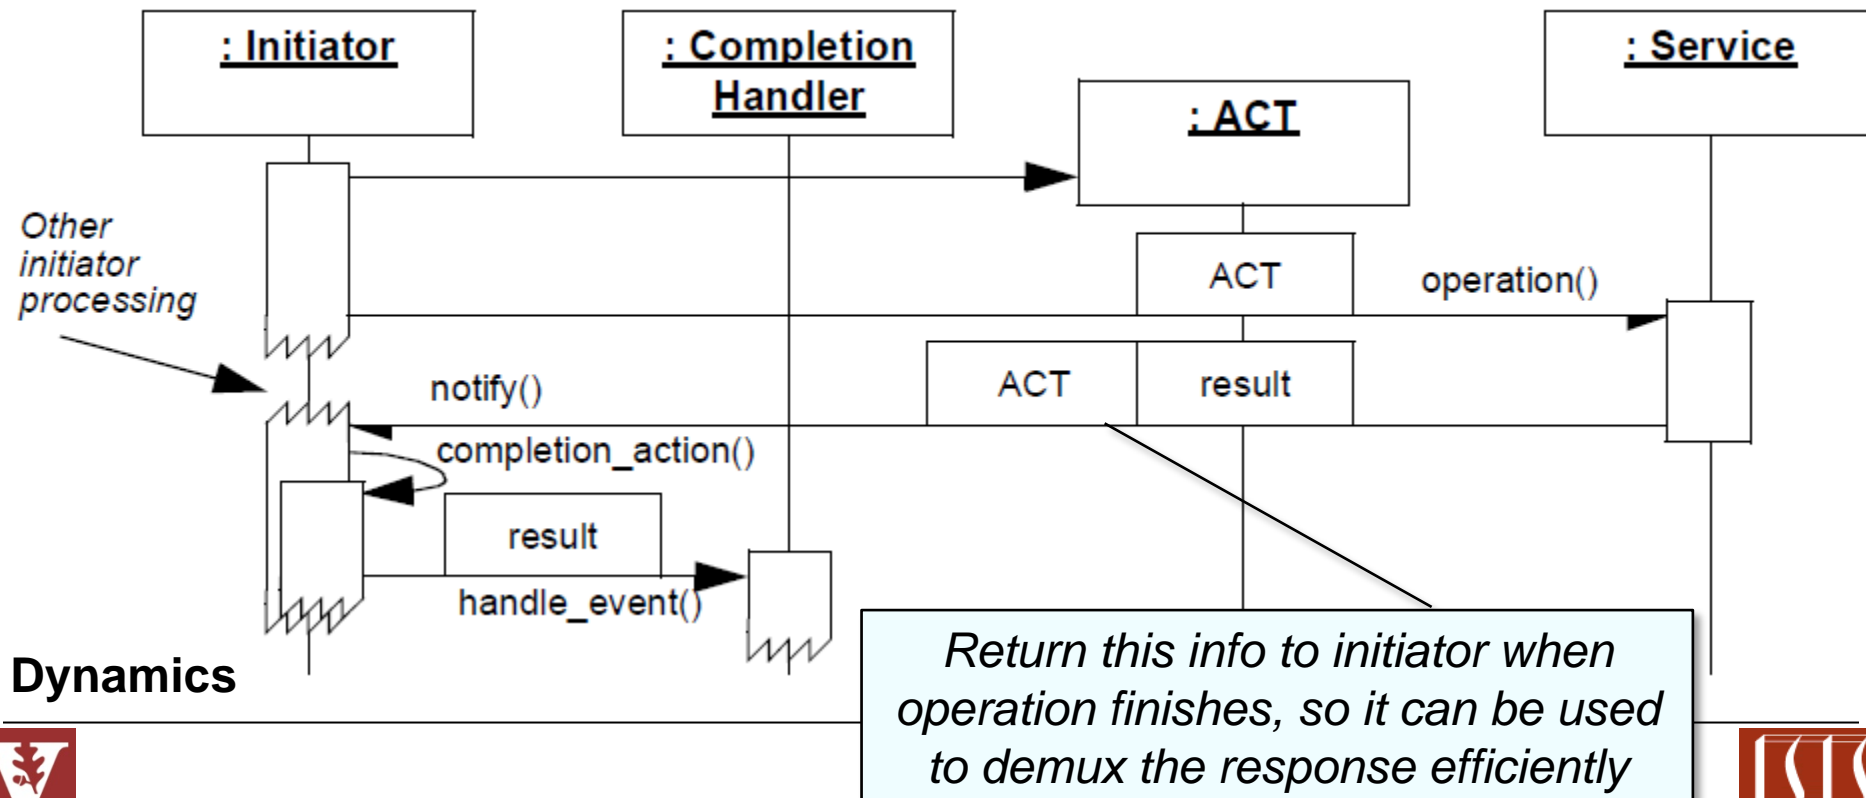 : Initiator
: Completion
Handler
: ACT
: Service
Other
initiator
processing
ACT
operation()
notify()
ACT
result
completion_action()
result
handle_event()
Dynamics
Return this info to initiator when
operation finishes, so it can be used
to demux the response efficiently